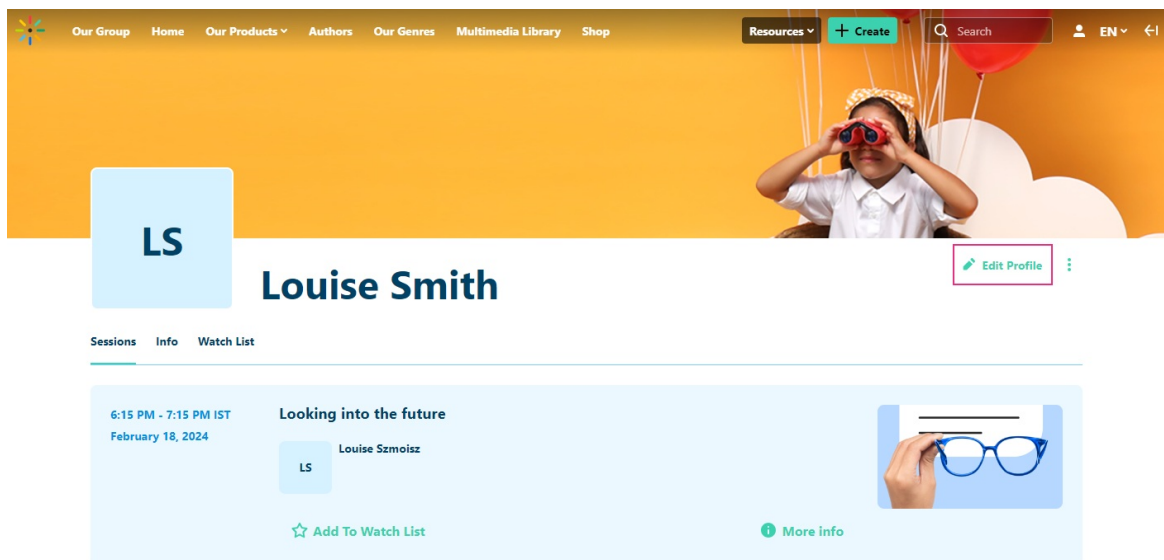 Our Group Home Our Products Authors Our Genres Multimedia Library Shop Resources + Create Search EN
LS
Edit Profile
Louise Smith
Sessions Info Watch List
6:15 PM - 7:15 PM IST
February 18, 2024
Looking into the future
LS
Louise Szmoisz
Add To Watch List
More info